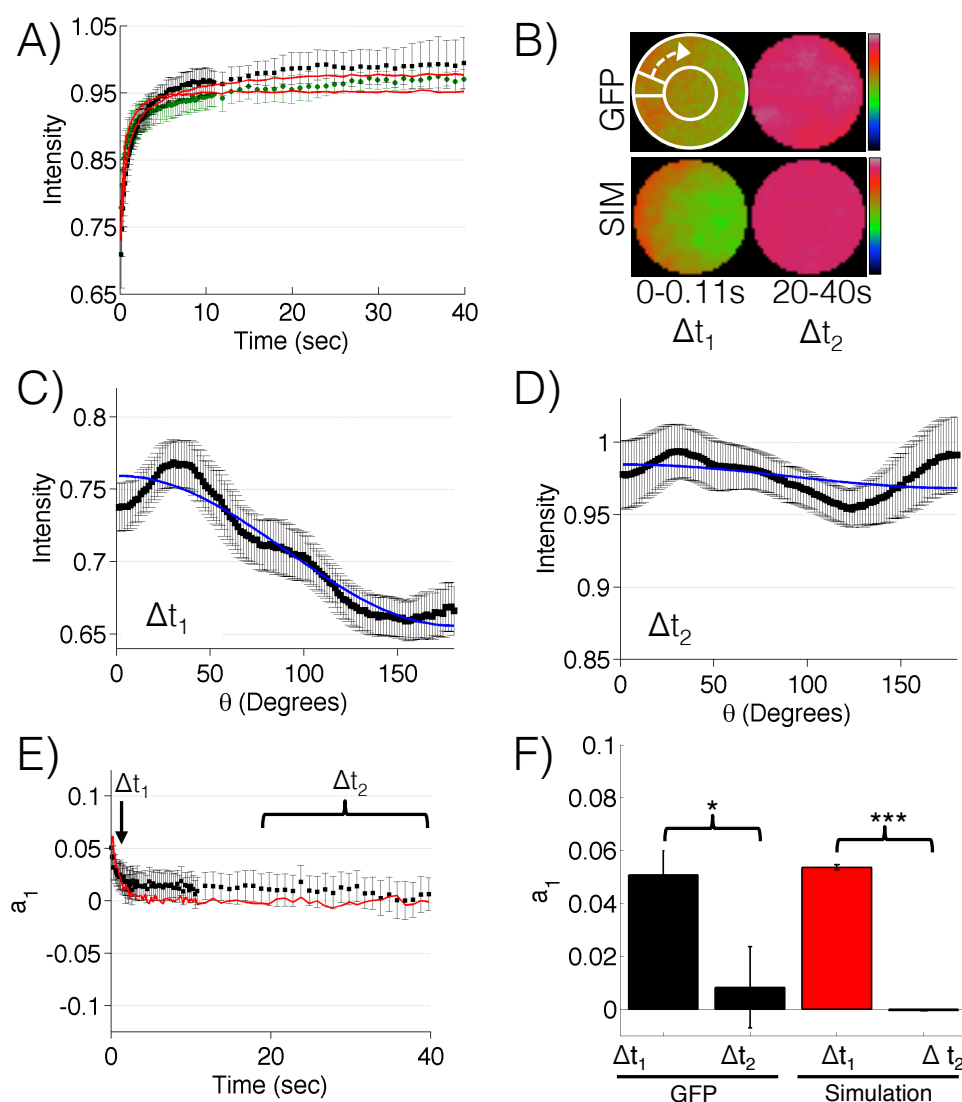 A)
1.05
0.95
0.85
0.75
0.65
Intensity
0 10 20 30 40
Time (sec)
B)
GFP
SIM
0-0.11s 20-40s
Δt1 Δt2
C)
0.8
0.75
0.7
0.65
Intensity
Δt1
0 50 100 150
θ (Degrees)
D)
1
0.95
0.9
0.85
Intensity
Δt2
0 50 100 150
θ (Degrees)
E)
Δt1 Δt2
0.1
0.05
0
-0.05
-0.1
a1
0 20 40
Time (sec)
F)
0.1
0.08
0.06
0.04
0.02
0
a1
* ***
Δt1 Δt2 Δt1 Δ t2
GFP Simulation